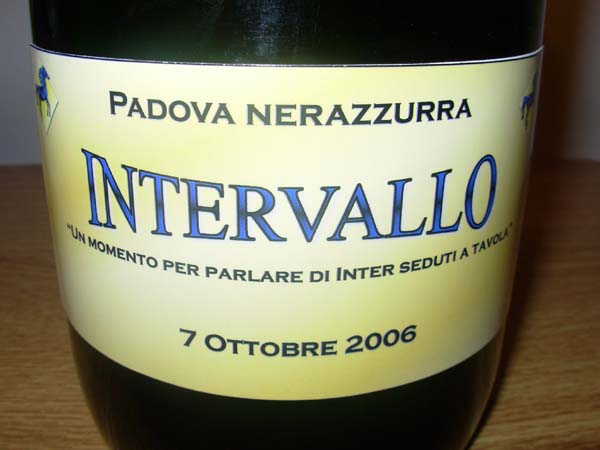 PADOVA NERAZZURRA
INTERVALLO
"UN MOMENTO PER PARLARE DI INTER SEDUTI A TAVOLA"
7 OTTOBRE 2006